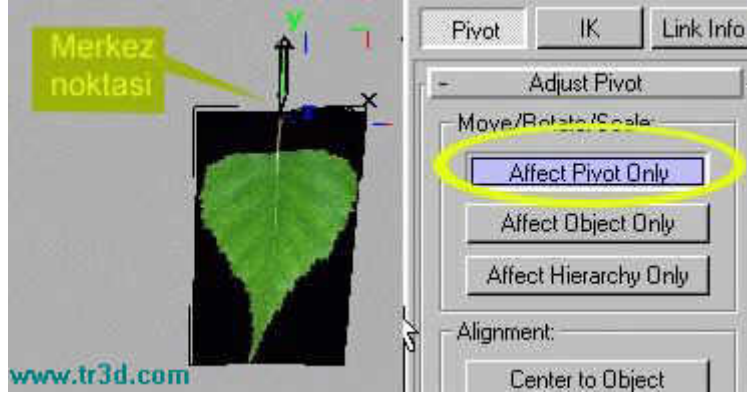 Merkez
noktasi
y
x
www.tr3d.com
Pivot
IK
Link Info
- Adjust Pivot
Move/Rotate/Scale:
Affect Pivot Only
Affect Object Only
Affect Hierarchy Only
Alignment:
Center to Object